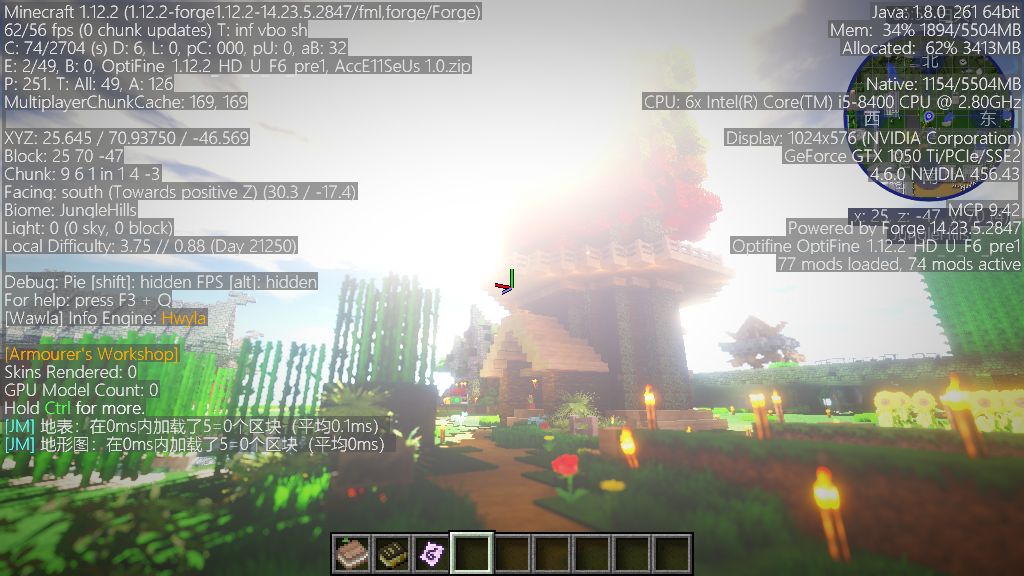 Minecraft 1.12.2 (1.12.2-forge1.12.2-14.23.5.2847/fml,forge/Forge)
62/56 fps (0 chunk updates) T: inf vbo sh
C: 74/2704 (s) D: 6, L: 0, pC: 000, pU: 0, aB: 32
E: 2/49, B: 0, OptiFine_1.12.2_HD_U_F6_pre1, AccE11SeUs 1.0.zip
P: 251. T: All: 49, A: 126
MultiplayerChunkCache: 169, 169
XYZ: 25.645 / 70.93750 / -46.569
Block: 25 70 -47
Chunk: 9 6 1 in 1 4 -3
Facing: south (Towards positive Z) (30.3 / -17.4)
Biome: JungleHills
Light: 0 (0 sky, 0 block)
Local Difficulty: 3.75 // 0.88 (Day 21250)
Debug: Pie [shift]: hidden FPS [alt]: hidden
For help: press F3 + Q
[Wawla] Info Engine: Hwyla
[Armourer's Workshop]
Skins Rendered: 0
GPU Model Count: 0
Hold Ctrl for more.
[JM] 地表：在0ms内加载了5=0个区块（平均0.1ms）
[JM] 地形图：在0ms内加载了5=0个区块（平均0ms）
Java: 1.8.0_261 64bit
Mem: 34% 1894/5504MB
Allocated: 62% 3413MB
北
Native: 1154/5504MB
CPU: 6x Intel(R) Core(TM) i5-8400 CPU @ 2.80GHz
西 东
Display: 1024x576 (NVIDIA Corporation)
GeForce GTX 1050 Ti/PCIe/SSE2
4.6.0 NVIDIA 456.43
x: 25, z: -47
MCP 9.42
Powered by Forge 14.23.5.2847
Optifine OptiFine_1.12.2_HD_U_F6_pre1
77 mods loaded, 74 mods active